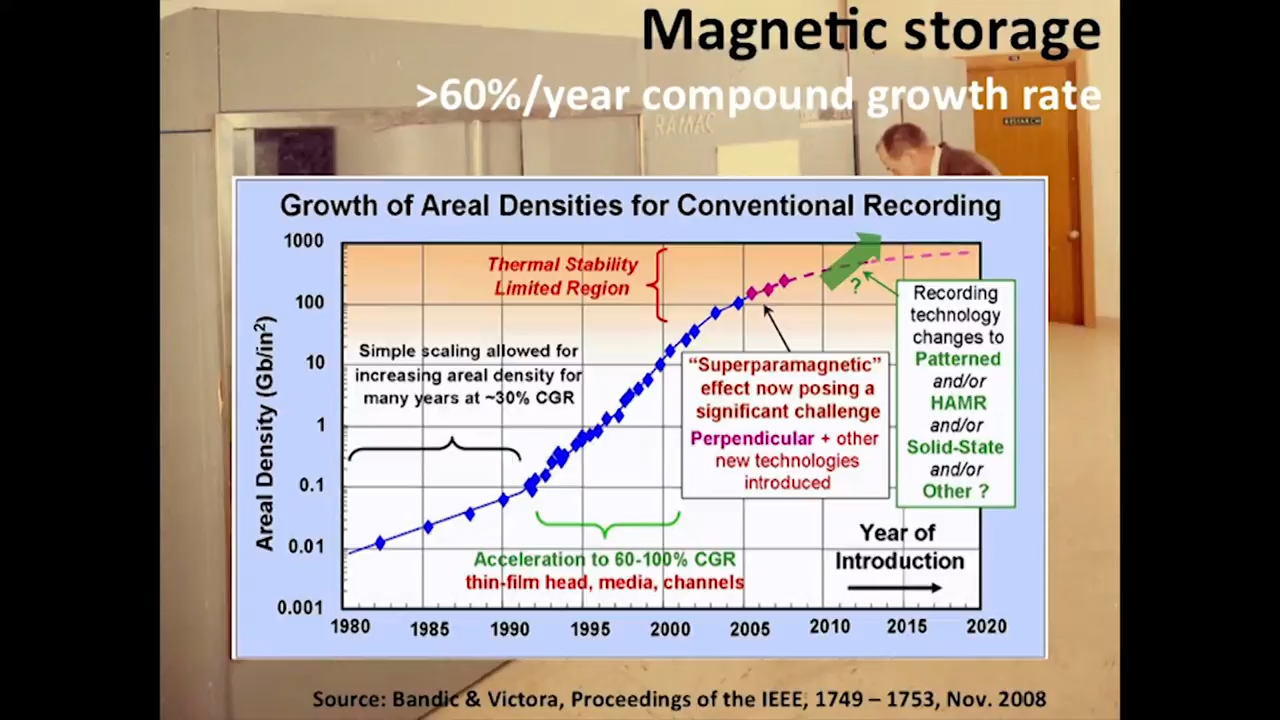 Magnetic storage
>60%/year compound growth rate
RAMAC
RESEARCH
Growth of Areal Densities for Conventional Recording
Areal Density (Gb/in²)
1000
100
10
1
0.1
0.01
0.001
Thermal Stability
Limited Region
Simple scaling allowed for
increasing areal density for
many years at ~30% CGR
"Superparamagnetic"
effect now posing a
significant challenge
Perpendicular + other
new technologies
introduced
?
Recording
technology
changes to
Patterned
and/or
HAMR
and/or
Solid-State
and/or
Other ?
Acceleration to 60-100% CGR
thin-film head, media, channels
Year of
Introduction
1980 1985 1990 1995 2000 2005 2010 2015 2020
Source: Bandic & Victora, Proceedings of the IEEE, 1749 – 1753, Nov. 2008